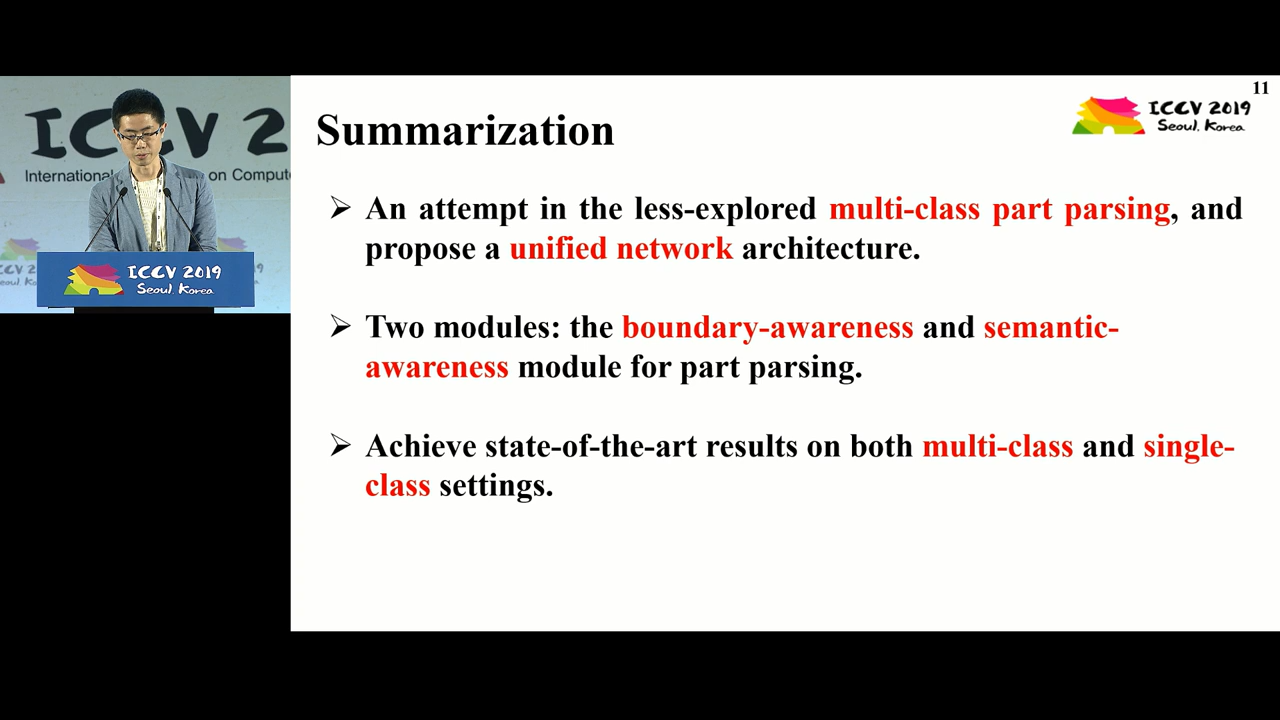 ICCV 2
International on Compute
ICCV 2019
Seoul. Korea
11
ICCV 2019
Seoul. Korea
Summarization
An attempt in the less-explored multi-class part parsing, and
propose a unified network architecture.
Two modules: the boundary-awareness and semantic-
awareness module for part parsing.
Achieve state-of-the-art results on both multi-class and single-
class settings.